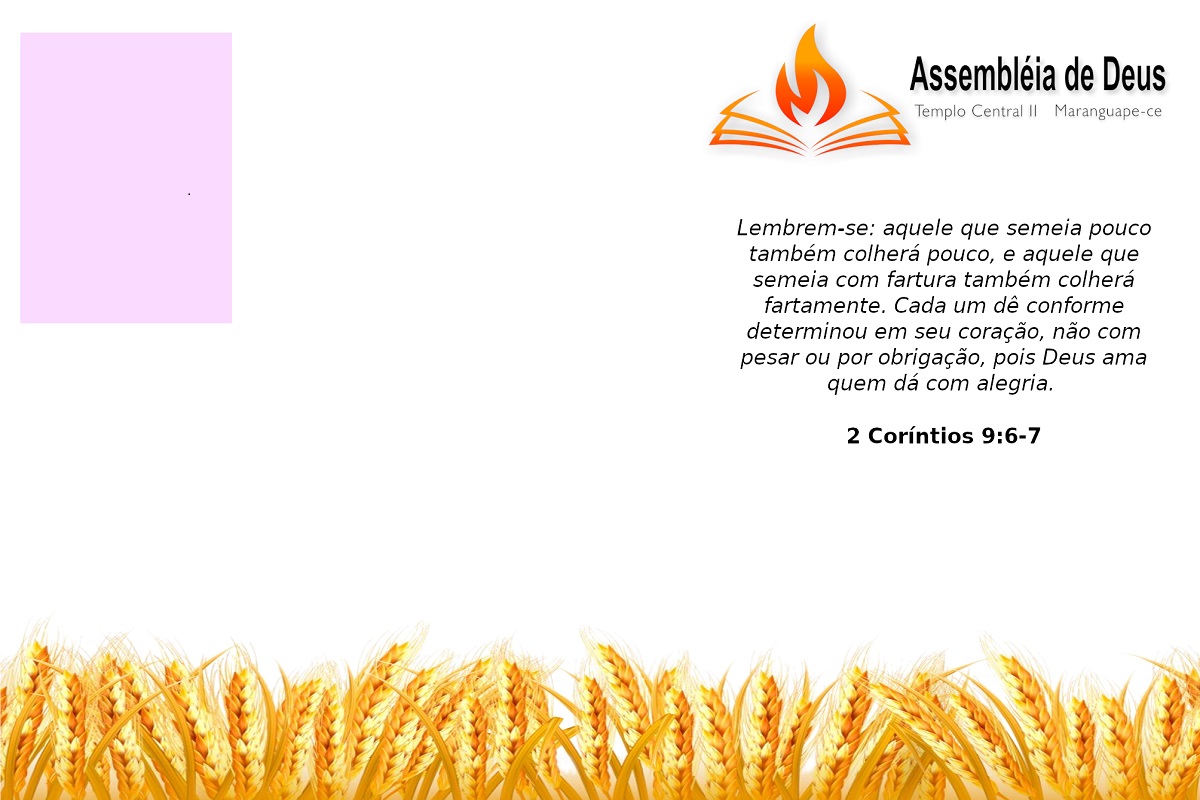 Assembléia de Deus
Templo Central II Maranguape-ce
.
Lembrem-se: aquele que semeia pouco
também colherá pouco, e aquele que
semeia com fartura também colherá
fartamente. Cada um dê conforme
determinou em seu coração, não com
pesar ou por obrigação, pois Deus ama
quem dá com alegria.
2 Coríntios 9:6-7